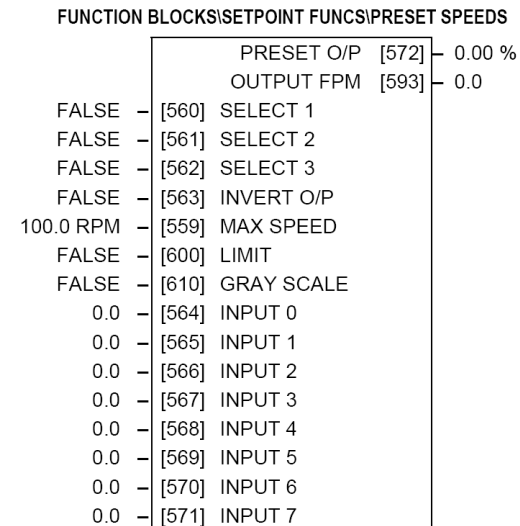 FUNCTION BLOCKS\SETPOINT FUNCS\PRESET SPEEDS
PRESET O/P [572] – 0.00 %
OUTPUT FPM [593] – 0.0
FALSE – [560] SELECT 1
FALSE – [561] SELECT 2
FALSE – [562] SELECT 3
FALSE – [563] INVERT O/P
100.0 RPM – [559] MAX SPEED
FALSE – [600] LIMIT
FALSE – [610] GRAY SCALE
0.0 – [564] INPUT 0
0.0 – [565] INPUT 1
0.0 – [566] INPUT 2
0.0 – [567] INPUT 3
0.0 – [568] INPUT 4
0.0 – [569] INPUT 5
0.0 – [570] INPUT 6
0.0 – [571] INPUT 7